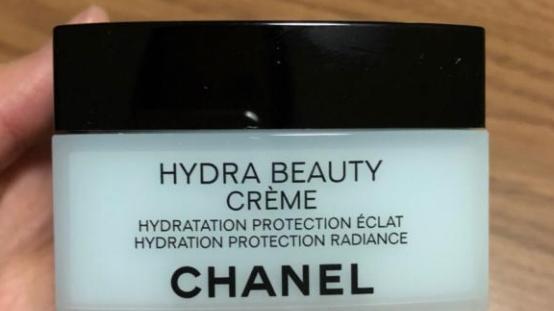 HYDRA BEAUTY
CRÈME
HYDRATATION PROTECTION ÉCLAT
HYDRATION PROTECTION RADIANCE
CHANEL